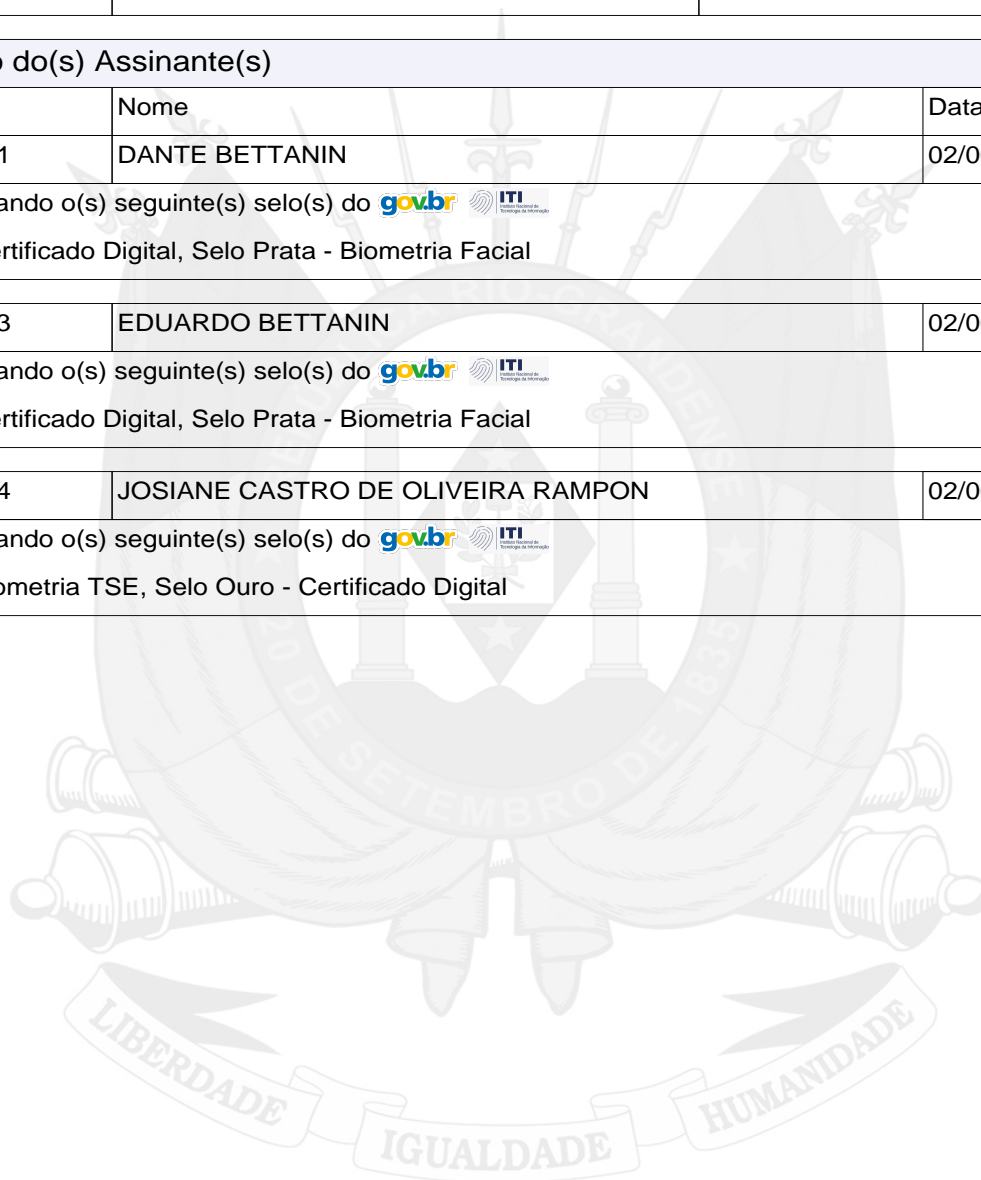 o do(s) Assinante(s)
Nome Data
1 DANTE BETTANIN 02/0
ando o(s) seguinte(s) selo(s) do gov.br ITI
ertificado Digital, Selo Prata - Biometria Facial
3 EDUARDO BETTANIN 02/0
ando o(s) seguinte(s) selo(s) do gov.br ITI
ertificado Digital, Selo Prata - Biometria Facial
4 JOSIANE CASTRO DE OLIVEIRA RAMPON 02/0
ando o(s) seguinte(s) selo(s) do gov.br ITI
ometria TSE, Selo Ouro - Certificado Digital
RIO-GRANDENSE
20 DE SETEMBRO DE 1835
LIBERDADE IGUALDADE HUMANIDADE